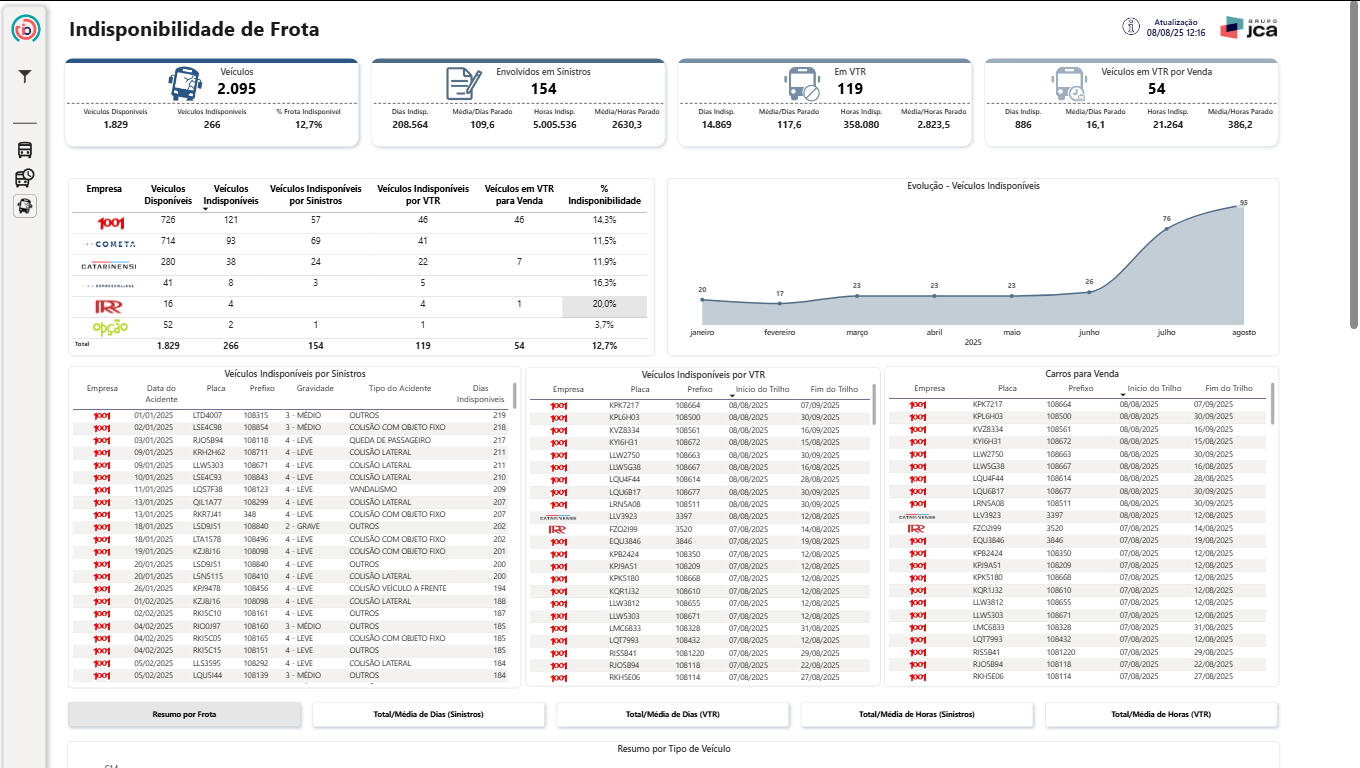 Indisponibilidade de Frota
Atualização
08/08/25 12:16
GRUPO
jca
Veículos
2.095
Veículos Disponíveis Veículos Indisponíveis % Frota Indisponível
1.829 266 12,7%
Envolvidos em Sinistros
154
Dias Indisp. Média/Dias Parado Horas Indisp. Média/Horas Parado
208.564 109,6 5.005.536 2630,3
Em VTR
119
Dias Indisp. Média/Dias Parado Horas Indisp. Média/Horas Parado
14.869 117,6 358.080 2.823,5
Veículos em VTR por Venda
54
Dias Indisp. Média/Dias Parado Horas Indisp. Média/Horas Parado
886 16,1 21.264 386,2
Empresa Veículos Disponíveis Veículos Indisponíveis Veículos Indisponíveis por Sinistros Veículos Indisponíveis por VTR Veículos em VTR para Venda % Indisponibilidade
1001 726 121 57 46 46 14,3%
COMETA 714 93 69 41 11,5%
CATARINENSE 280 38 24 22 7 11,9%
41 8 3 5 16,3%
16 4 4 1 20,0%
opção 52 2 1 1 3,7%
Total 1.829 266 154 119 54 12,7%
Evolução - Veículos Indisponíveis
20 17 23 23 23 26 76 95
janeiro fevereiro março abril maio junho julho agosto
2025
Veículos Indisponíveis por Sinistros
Empresa Data do Acidente Placa Prefixo Gravidade Tipo do Acidente Dias Indisponíveis
1001 01/01/2025 LTD4007 108315 3 - MÉDIO OUTROS 219
1001 02/01/2025 LSE4C98 108854 3 - MÉDIO COLISÃO COM OBJETO FIXO 218
1001 03/01/2025 RJO5B94 108118 4 - LEVE QUEDA DE PASSAGEIRO 217
1001 09/01/2025 KRH2H62 108711 4 - LEVE COLISÃO LATERAL 211
1001 09/01/2025 LLW5303 108671 4 - LEVE COLISÃO LATERAL 211
1001 10/01/2025 LSE4C93 108843 4 - LEVE COLISÃO LATERAL 210
1001 11/01/2025 LQS7F38 108123 4 - LEVE VANDALISMO 209
1001 13/01/2025 QIL1A77 108299 4 - LEVE COLISÃO LATERAL 207
1001 13/01/2025 RKR7J41 348 4 - LEVE COLISÃO COM OBJETO FIXO 207
1001 18/01/2025 LSD9J51 108840 2 - GRAVE OUTROS 202
1001 18/01/2025 LTA1578 108496 4 - LEVE COLISÃO COM OBJETO FIXO 202
1001 19/01/2025 KZJ8J16 108098 4 - LEVE COLISÃO COM OBJETO FIXO 201
1001 20/01/2025 LSD9J51 108840 4 - LEVE OUTROS 200
1001 20/01/2025 LSN5115 108410 4 - LEVE COLISÃO LATERAL 200
1001 26/01/2025 KPJ9478 108456 4 - LEVE COLISÃO VEÍCULO A FRENTE 194
1001 01/02/2025 KZJ8J16 108098 4 - LEVE COLISÃO LATERAL 188
1001 02/02/2025 RKI5C10 108161 4 - LEVE OUTROS 187
1001 04/02/2025 RIO0J97 108160 3 - MÉDIO OUTROS 185
1001 04/02/2025 RKI5C05 108165 4 - LEVE COLISÃO COM OBJETO FIXO 185
1001 04/02/2025 RKI5C15 108151 4 - LEVE OUTROS 185
1001 05/02/2025 LLS3595 108292 4 - LEVE COLISÃO LATERAL 184
1001 05/02/2025 LQU5I44 108139 3 - MÉDIO OUTROS 184
Veículos Indisponíveis por VTR
Empresa Placa Prefixo Inicio do Trilho Fim do Trilho
1001 KPK7217 108664 08/08/2025 07/09/2025
1001 KPL6H03 108500 08/08/2025 30/09/2025
1001 KVZ8334 108561 08/08/2025 16/09/2025
1001 KYI6H31 108672 08/08/2025 15/08/2025
1001 LLW2750 108663 08/08/2025 30/09/2025
1001 LLW5G38 108667 08/08/2025 16/08/2025
1001 LQU4F44 108614 08/08/2025 28/08/2025
1001 LQU6B17 108677 08/08/2025 30/09/2025
1001 LRN5A08 108511 08/08/2025 30/09/2025
CATARINENSE LLV3923 3397 08/08/2025 12/08/2025
FZO2I99 3520 07/08/2025 14/08/2025
1001 EQU3846 3846 07/08/2025 19/08/2025
1001 KPB2424 108350 07/08/2025 12/08/2025
1001 KPJ9A51 108209 07/08/2025 12/08/2025
1001 KPK5180 108668 07/08/2025 12/08/2025
1001 KQR1J32 108610 07/08/2025 12/08/2025
1001 LLW3812 108655 07/08/2025 12/08/2025
1001 LLW5303 108671 07/08/2025 12/08/2025
1001 LMC6833 108328 07/08/2025 31/08/2025
1001 LQT7993 108432 07/08/2025 12/08/2025
1001 RIS5B41 1081220 07/08/2025 29/08/2025
1001 RJO5B94 108118 07/08/2025 22/08/2025
1001 RKH5E06 108114 07/08/2025 27/08/2025
Carros para Venda
Empresa Placa Prefixo Inicio do Trilho Fim do Trilho
1001 KPK7217 108664 08/08/2025 07/09/2025
1001 KPL6H03 108500 08/08/2025 30/09/2025
1001 KVZ8334 108561 08/08/2025 16/09/2025
1001 KYI6H31 108672 08/08/2025 15/08/2025
1001 LLW2750 108663 08/08/2025 30/09/2025
1001 LLW5G38 108667 08/08/2025 16/08/2025
1001 LQU4F44 108614 08/08/2025 28/08/2025
1001 LQU6B17 108677 08/08/2025 30/09/2025
1001 LRN5A08 108511 08/08/2025 30/09/2025
CATARINENSE LLV3923 3397 08/08/2025 12/08/2025
FZO2I99 3520 07/08/2025 14/08/2025
1001 EQU3846 3846 07/08/2025 19/08/2025
1001 KPB2424 108350 07/08/2025 12/08/2025
1001 KPJ9A51 108209 07/08/2025 12/08/2025
1001 KPK5180 108668 07/08/2025 12/08/2025
1001 KQR1J32 108610 07/08/2025 12/08/2025
1001 LLW3812 108655 07/08/2025 12/08/2025
1001 LLW5303 108671 07/08/2025 12/08/2025
1001 LMC6833 108328 07/08/2025 31/08/2025
1001 LQT7993 108432 07/08/2025 12/08/2025
1001 RIS5B41 1081220 07/08/2025 29/08/2025
1001 RJO5B94 108118 07/08/2025 22/08/2025
1001 RKH5E06 108114 07/08/2025 27/08/2025
Resumo por Frota
Total/Média de Dias (Sinistros)
Total/Média de Dias (VTR)
Total/Média de Horas (Sinistros)
Total/Média de Horas (VTR)
Resumo por Tipo de Veículo